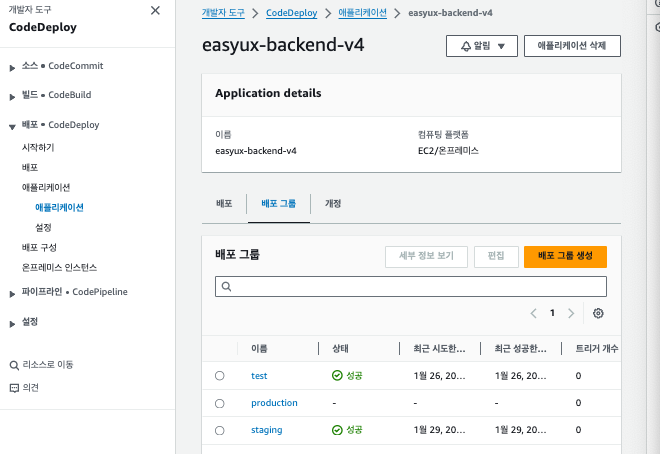 개발자 도구
CodeDeploy
소스 • CodeCommit
빌드 • CodeBuild
배포 • CodeDeploy
시작하기
배포
애플리케이션
애플리케이션
설정
배포 구성
온프레미스 인스턴스
파이프라인 • CodePipeline
설정
리소스로 이동
의견
개발자 도구 > CodeDeploy > 애플리케이션 > easyux-backend-v4
easyux-backend-v4
알림 ▼
애플리케이션 삭제
Application details
이름
easyux-backend-v4
컴퓨팅 플랫폼
EC2/온프레미스
배포 배포 그룹 개정
배포 그룹
세부 정보 보기 편집 배포 그룹 생성
< 1 >
이름 상태 최근 시도한... 최근 성공한... 트리거 개수
test 성공 1월 26, 20... 1월 26, 20... 0
production - - - 0
staging 성공 1월 29, 20... 1월 29, 20... 0